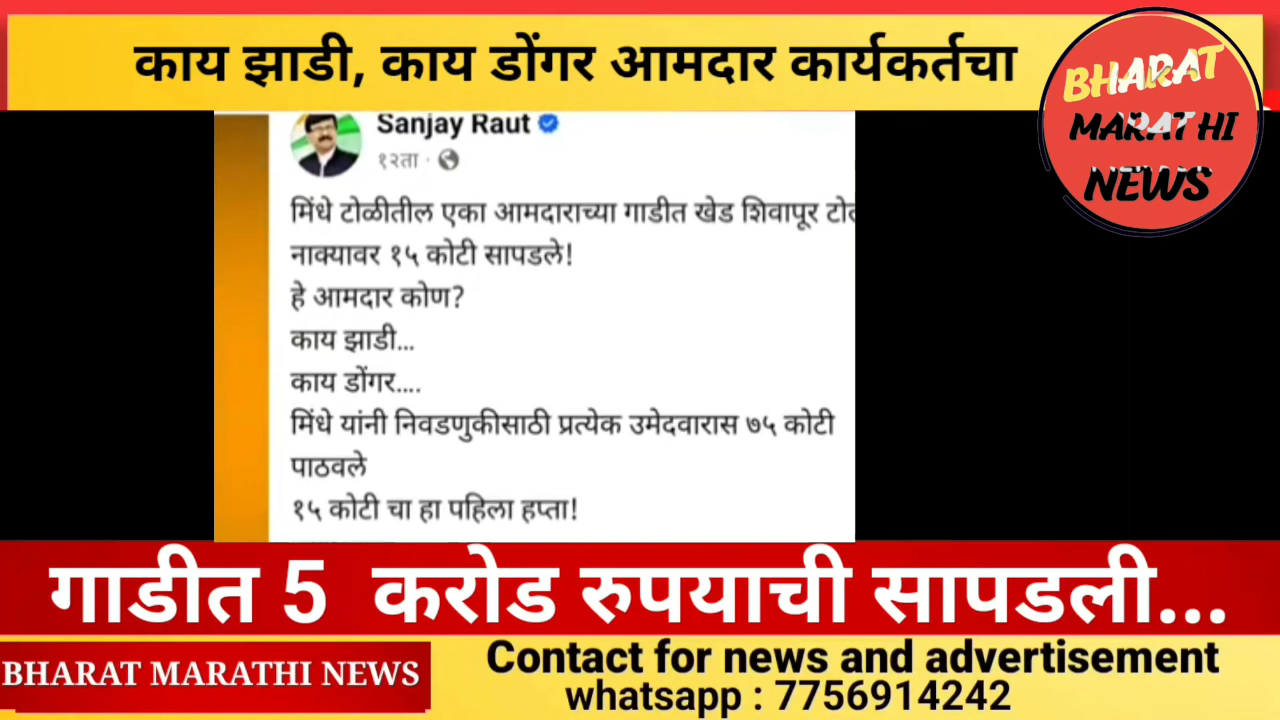 काय झाडी, काय डोंगर आमदार कार्यकर्तचा
BHARAT
MARATHI
NEWS
Sanjay Raut
१२ता ·
मिंधे टोळीतील एका आमदाराच्या गाडीत खेड शिवापूर
नाक्यावर १५ कोटी सापडले!
हे आमदार कोण?
काय झाडी...
काय डोंगर....
मिंधे यांनी निवडणुकीसाठी प्रत्येक उमेदवारास ७५ कोटी
पाठवले
१५ कोटी चा हा पहिला हप्ता!
गाडीत 5 करोड रुपयाची सापडली...
BHARAT MARATHI NEWS
Contact for news and advertisement
whatsapp : 7756914242